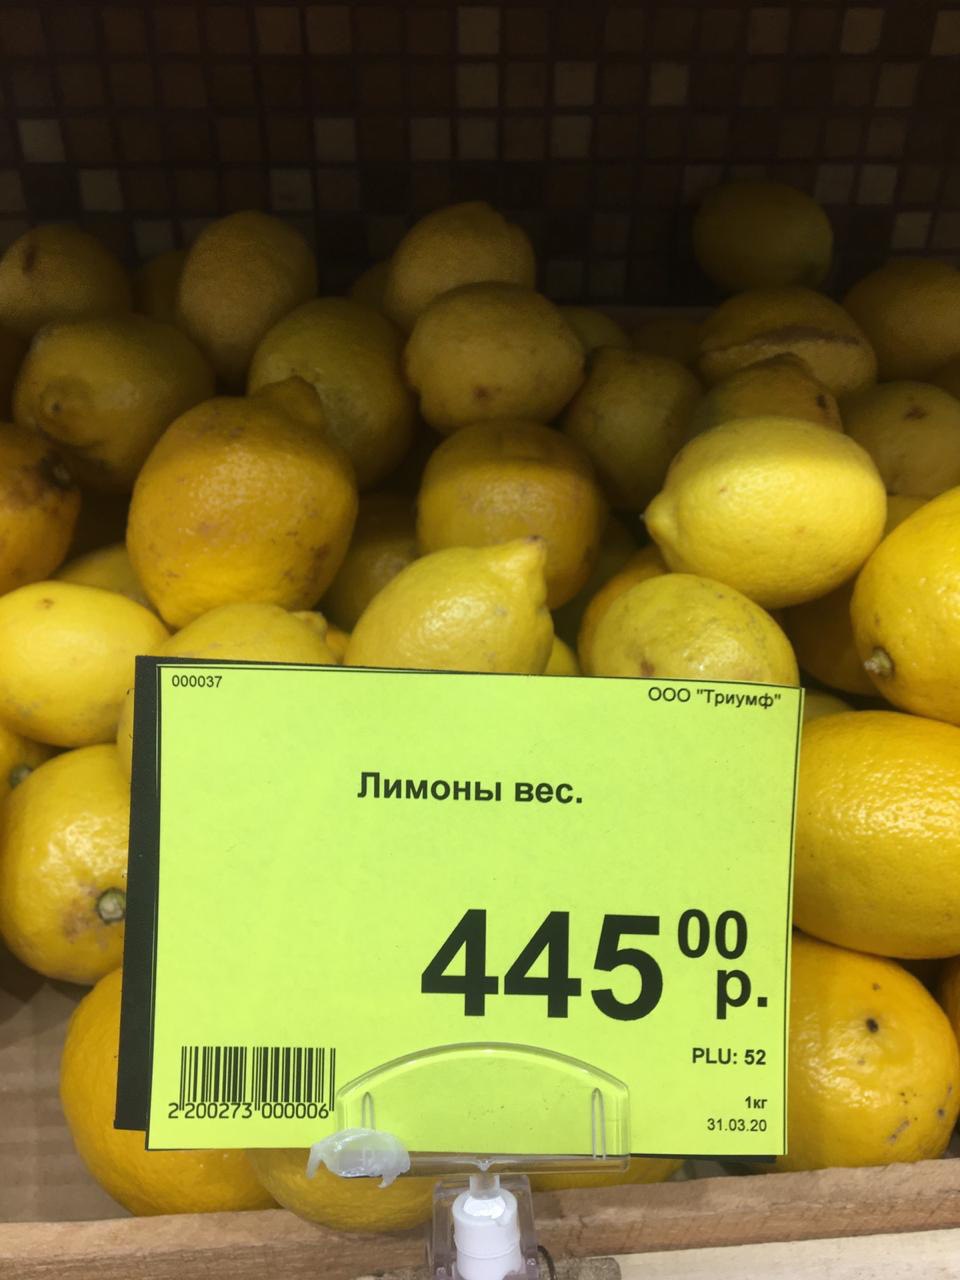 000037
ООО "Триумф"
Лимоны вес.
445 00
р.
PLU: 52
2 200273 000006
1кг
31.03.20